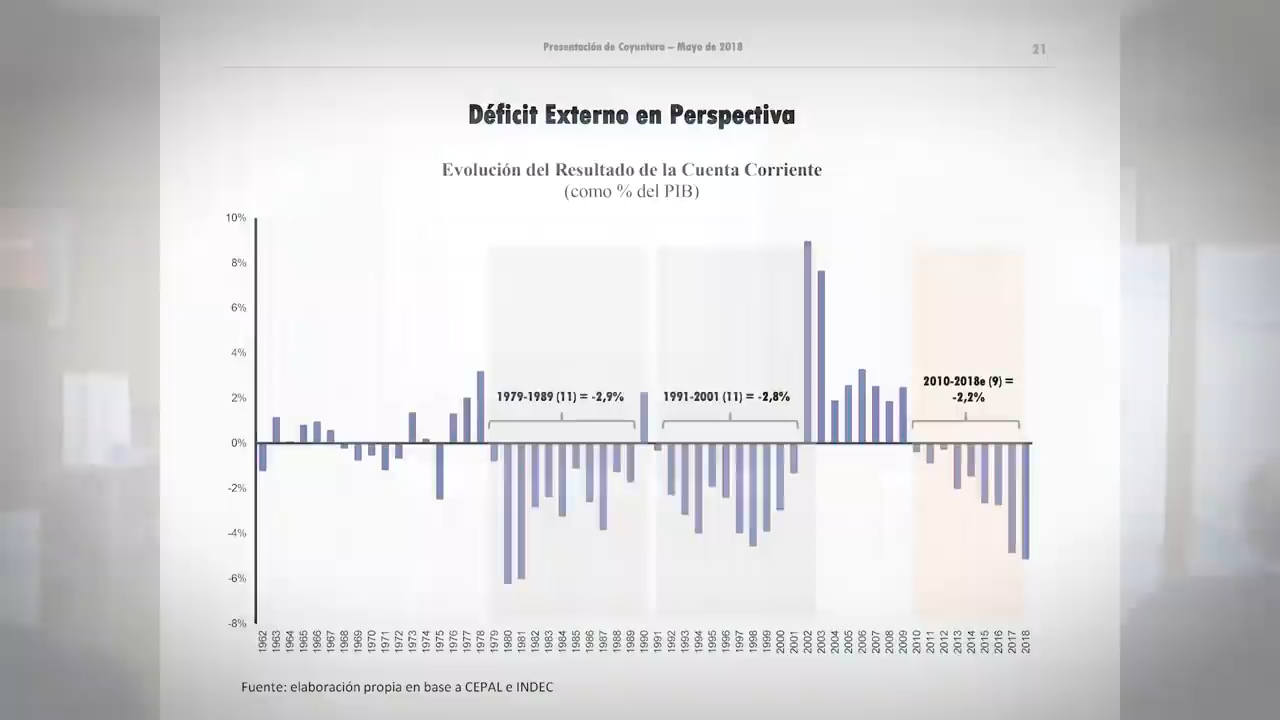 Presentación de Coyuntura – Mayo de 2018
21
Déficit Externo en Perspectiva
Evolución del Resultado de la Cuenta Corriente
(como % del PIB)
10%
8%
6%
4%
2%
0%
-2%
-4%
-6%
-8%
1979-1989 (11) = -2,9%
1991-2001 (11) = -2,8%
2010-2018e (9) =
-2,2%
1962 1963 1964 1965 1966 1967 1968 1969 1970 1971 1972 1973 1974 1975 1976 1977 1978 1979 1980 1981 1982 1983 1984 1985 1986 1987 1988 1989 1990 1991 1992 1993 1994 1995 1996 1997 1998 1999 2000 2001 2002 2003 2004 2005 2006 2007 2008 2009 2010 2011 2012 2013 2014 2015 2016 2017 2018
Fuente: elaboración propia en base a CEPAL e INDEC